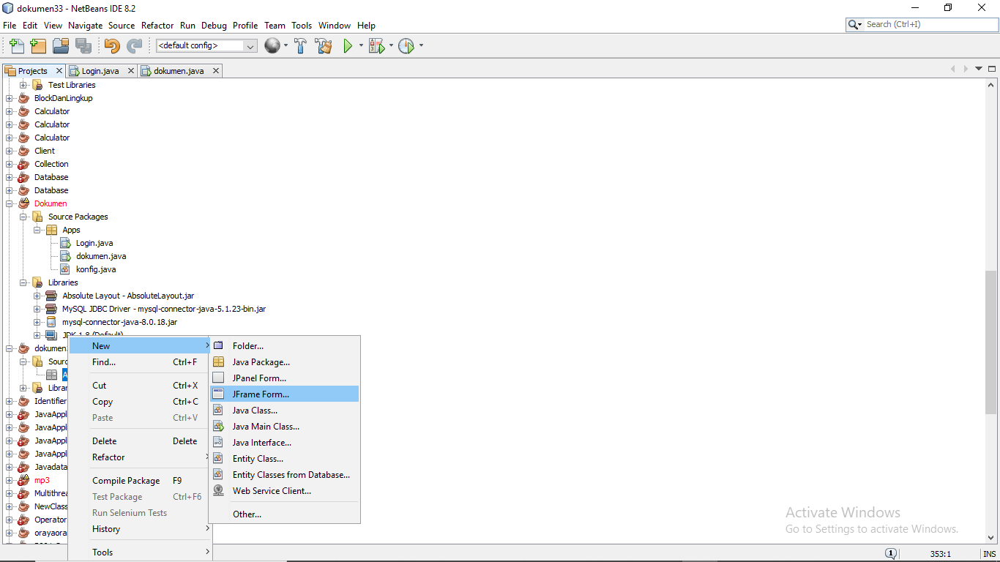 dokumen33 - NetBeans IDE 8.2
File Edit View Navigate Source Refactor Run Debug Profile Team Tools Window Help
Search (Ctrl+I)
<default config>
Projects Login.java dokumen.java
Test Libraries
BlockDanLingkup
Calculator
Calculator
Calculator
Client
Collection
Database
Database
Dokumen
Source Packages
Apps
Login.java
dokumen.java
konfig.java
Libraries
Absolute Layout - AbsoluteLayout.jar
MySQL JDBC Driver - mysql-connector-java-5.1.23-bin.jar
mysql-connector-java-8.0.18.jar
JDK 1.8 (Default)
dokumen
Sour
A
Librar
Identifier
JavaAppl
JavaAppl
JavaAppl
JavaAppl
Javadata
mp3
Multithrea
NewClass
Operator
orayaora
New
Find... Ctrl+F
Cut Ctrl+X
Copy Ctrl+C
Paste Ctrl+V
Delete Delete
Refactor
Compile Package F9
Test Package Ctrl+F6
Run Selenium Tests
History
Tools
Folder...
Java Package...
JPanel Form...
JFrame Form...
Java Class...
Java Main Class...
Java Interface...
Entity Class...
Entity Classes from Database...
Web Service Client...
Other...
Activate Windows
Go to Settings to activate Windows.
1 353:1 INS